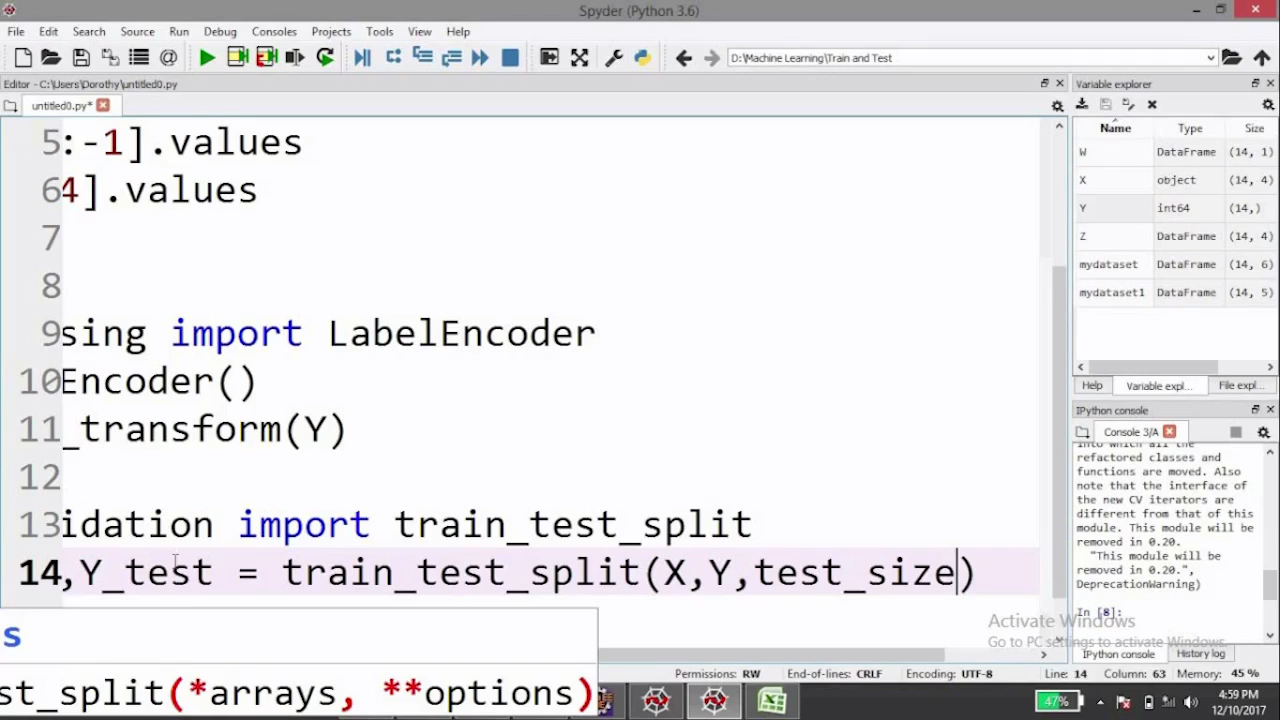 Spyder (Python 3.6)
File Edit Search Source Run Debug Consoles Projects Tools View Help
D:\Machine Learning\Train and Test
Editor - C:\Users\Dorothy\untitled0.py
untitled0.py*
5 :-1].values
6 4].values
7
8
9 sing import LabelEncoder
10 Encoder()
11 _transform(Y)
12
13 idation import train_test_split
14 ,Y_test = train_test_split(X,Y,test_size)
s
st_split(*arrays, **options)
Variable explorer
Name Type Size
W DataFrame (14, 1)
X object (14, 4)
Y int64 (14,)
Z DataFrame (14, 4)
mydataset DataFrame (14, 6)
mydataset1 DataFrame (14, 5)
Help Variable expl... File expl...
IPython console
Console 3/A
into which all the
refactored classes and
functions are moved. Also
note that the interface of
the new CV iterators are
different from that of this
module. This module will be
removed in 0.20.
"This module will be
removed in 0.20.",
DeprecationWarning)
In [8]:
Activate Windows
Go to PC settings to activate Windows.
IPython console History log
Permissions: RW End-of-lines: CRLF Encoding: UTF-8 Line: 14 Column: 63 Memory: 45 %
47%
4:59 PM
12/10/2017